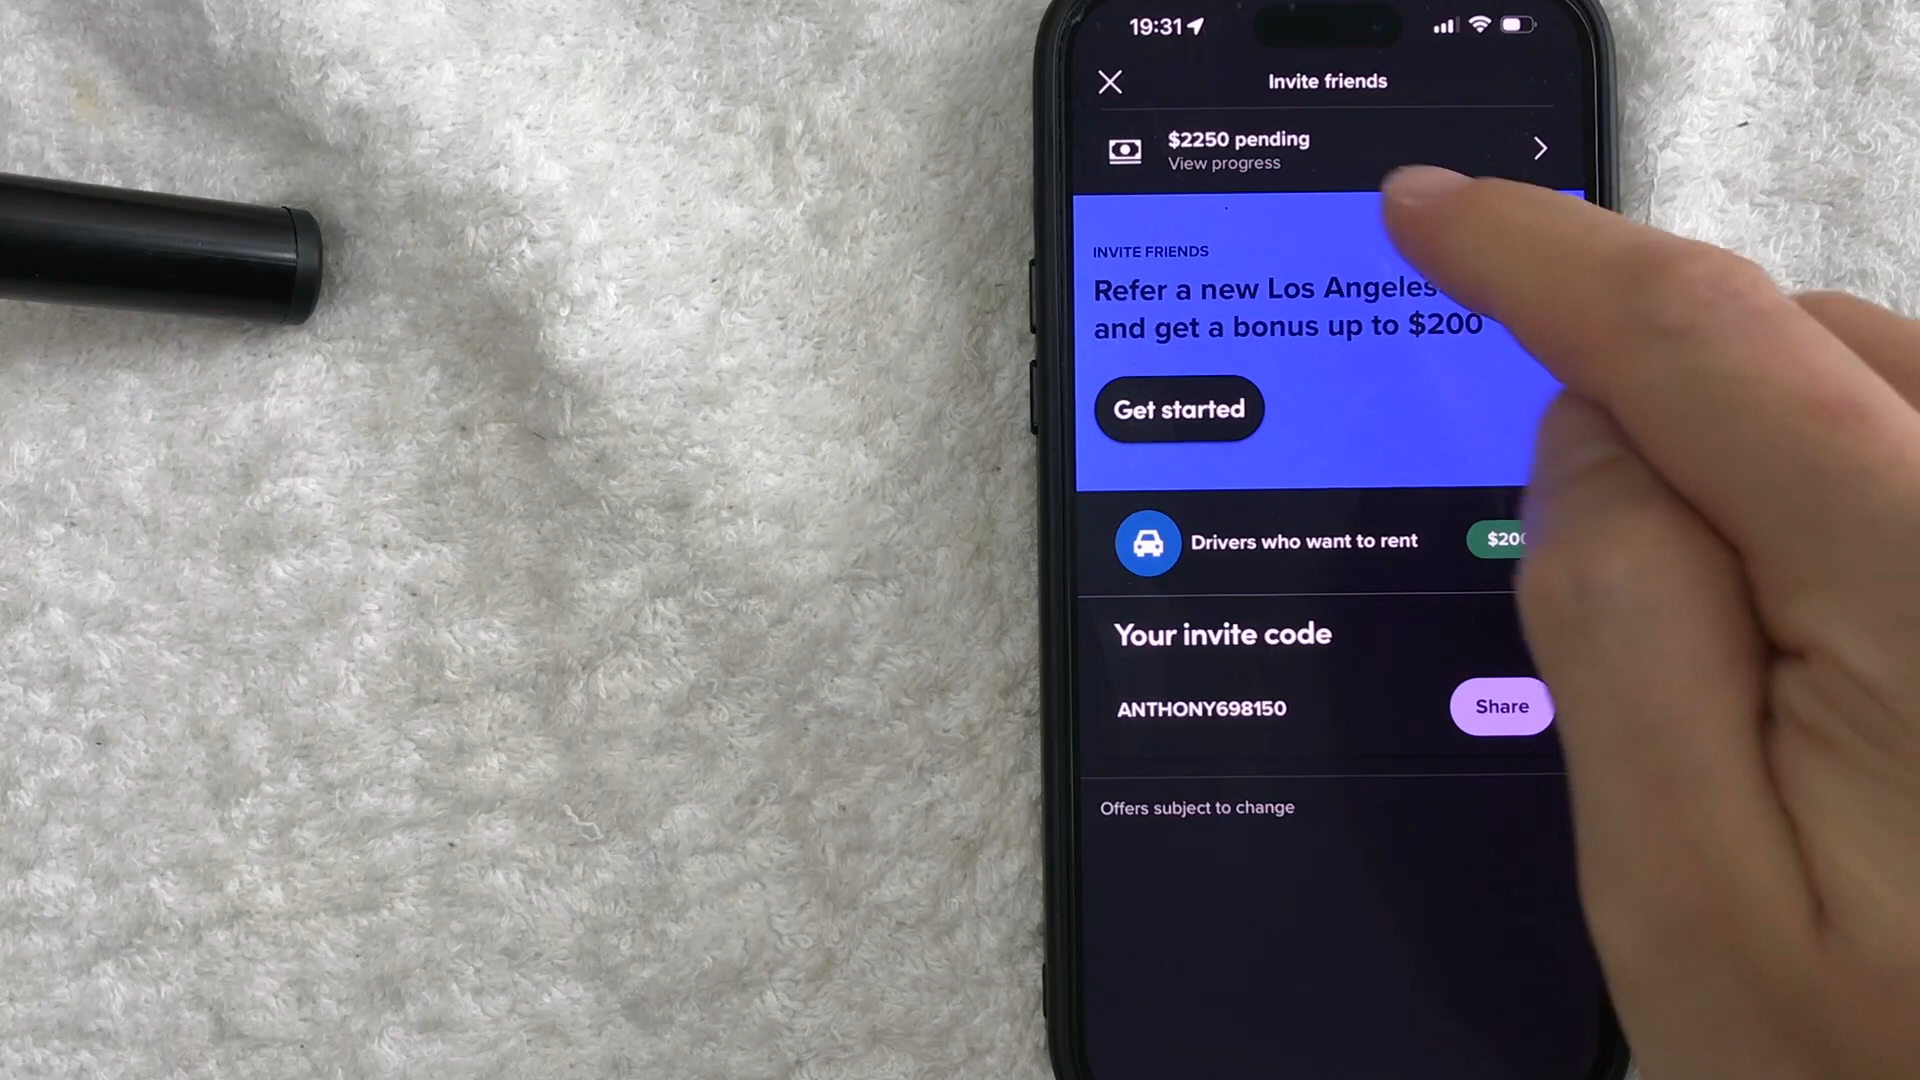 19:31
Invite friends
$2250 pending
View progress
INVITE FRIENDS
Refer a new Los Angeles
and get a bonus up to $200
Get started
Drivers who want to rent
Your invite code
ANTHONY698150
Share
Offers subject to change